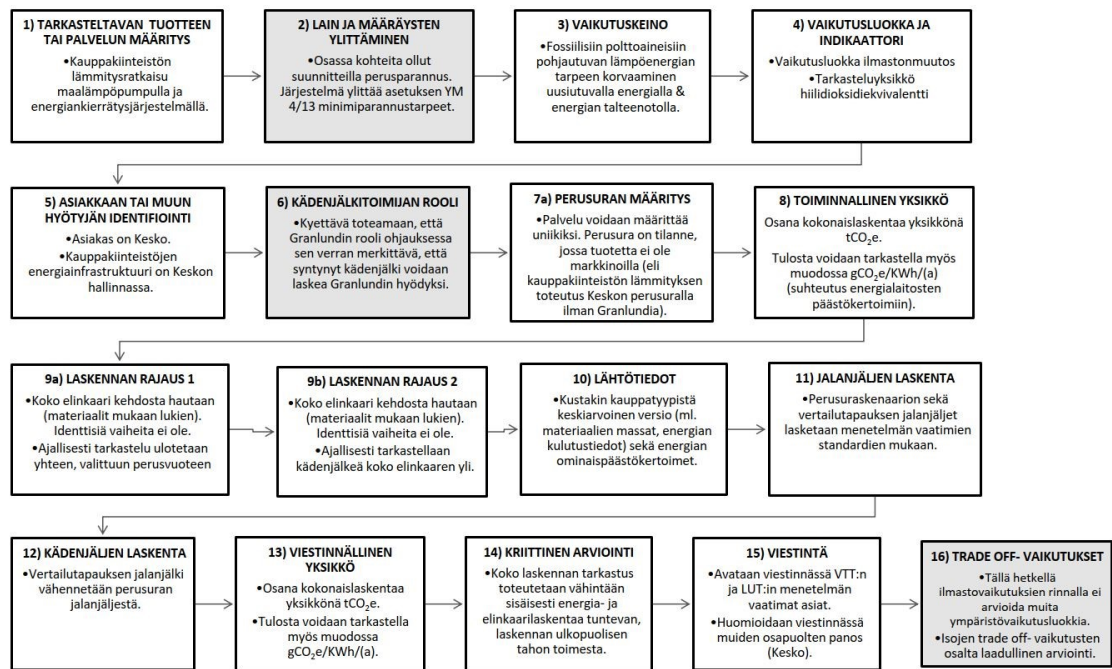 1) TARKASTELTAVAN TUOTTEEN
TAI PALVELUN MÄÄRITYS
•Kauppakiinteistön
lämmitysratkaisu
maalämpöpumpulla ja
energiankierrätysjärjestelmällä.
2) LAIN JA MÄÄRÄYSTEN
YLITTÄMINEN
•Osassa kohteita ollut
suunnitteilla perusparannus.
Järjestelmä ylittää asetuksen YM
4/13 minimiparannustarpeet.
3) VAIKUTUSKEINO
•Fossiilisiin polttoaineisiin
pohjautuvan lämpöenergian
tarpeen korvaaminen
uusiutuvalla energialla &
energian talteenotolla.
4) VAIKUTUSLUOKKA JA
INDIKAATTORI
•Vaikutusluokka ilmastonmuutos
•Tarkasteluyksikkö
hiilidioksidiekvivalentti
5) ASIAKKAAN TAI MUUN
HYÖTYJÄN IDENTIFIOINTI
•Asiakas on Kesko.
•Kauppakiinteistöjen
energiainfrastruktuuri on Keskon
hallinnassa.
6) KÄDENJÄLKITOIMIJAN ROOLI
•Kyettävä toteamaan, että
Granlundin rooli ohjauksessa
sen verran merkittävä, että
syntynyt kädenjälki voidaan
laskea Granlundin hyödyksi.
7a) PERUSURAN MÄÄRITYS
•Palvelu voidaan määrittää
uniikiksi. Perusura on tilanne,
jossa tuotetta ei ole
markkinoilla (eli
kauppakiinteistön lämmityksen
toteutus Keskon perusuralla
ilman Granlundia).
8) TOIMINNALLINEN YKSIKKÖ
Osana kokonaislaskentaa yksikkönä
tCO2e.
Tulosta voidaan tarkastella myös
muodossa gCO2e/KWh/(a)
(suhteutus energialaitosten
päästökertoimiin).
9a) LASKENNAN RAJAUS 1
•Koko elinkaari kehdosta hautaan
(materiaalit mukaan lukien).
Identtisiä vaiheita ei ole.
•Ajallisesti tarkastelu ulotetaan
yhteen, valittuun perusvuoteen
9b) LASKENNAN RAJAUS 2
•Koko elinkaari kehdosta hautaan
(materiaalit mukaan lukien).
Identtisiä vaiheita ei ole.
•Ajallisesti tarkastellaan
kädenjälkeä koko elinkaaren yli.
10) LÄHTÖTIEDOT
•Kustakin kauppatyypistä
keskiarvoinen versio (ml.
materiaalien massat, energian
kulutustiedot) sekä energian
ominaispäästökertoimet.
11) JALANJÄLJEN LASKENTA
•Perusuraskenaarion sekä
vertailutapauksen jalanjäljet
lasketaan menetelmän vaatimien
standardien mukaan.
12) KÄDENJÄLJEN LASKENTA
•Vertailutapauksen jalanjälki
vähennetään perusuran
jalanjäljestä.
13) VIESTINNÄLLINEN
YKSIKKÖ
•Osana kokonaislaskentaa
yksikkönä tCO2e.
•Tulosta voidaan tarkastella
myös muodossa
gCO2e/KWh/(a).
14) KRIITTINEN ARVIOINTI
•Koko laskennan tarkastus
toteutetaan vähintään
sisäisesti energia- ja
elinkaarilaskentaa tuntevan,
laskennan ulkopuolisen
tahon toimesta.
15) VIESTINTÄ
•Avataan viestinnässä VTT:n
ja LUT:in menetelmän
vaatimat asiat.
•Huomioidaan viestinnässä
muiden osapuolten panos
(Kesko).
16) TRADE OFF- VAIKUTUKSET
•Tällä hetkellä
ilmastovaikutuksien rinnalla ei
arvioida muita
ympäristövaikutusluokkia.
•Isojen trade off- vaikutusten
osalta laadullinen arviointi.